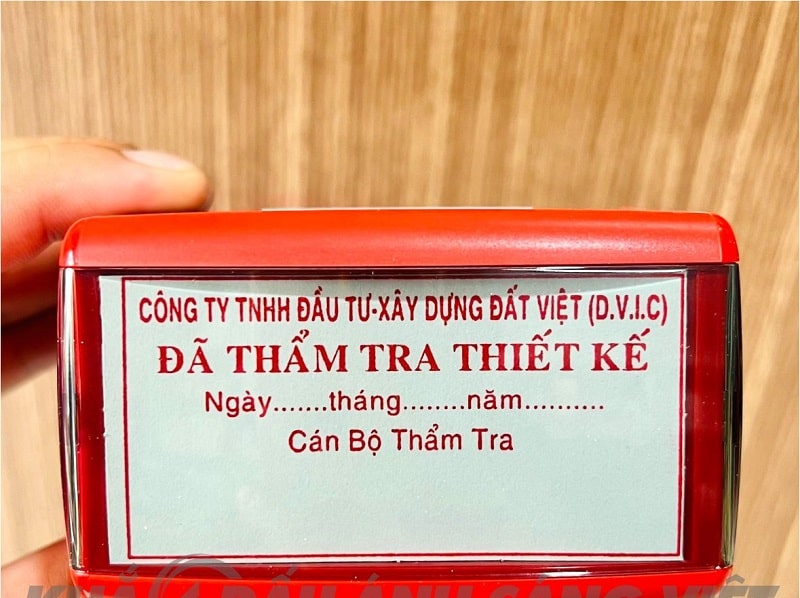 CÔNG TY TNHH ĐẦU TƯ-XÂY DỰNG ĐẤT VIỆT (D.V.I.C)
ĐÃ THẨM TRA THIẾT KẾ
Ngày.......tháng........năm..........
Cán Bộ Thẩm Tra